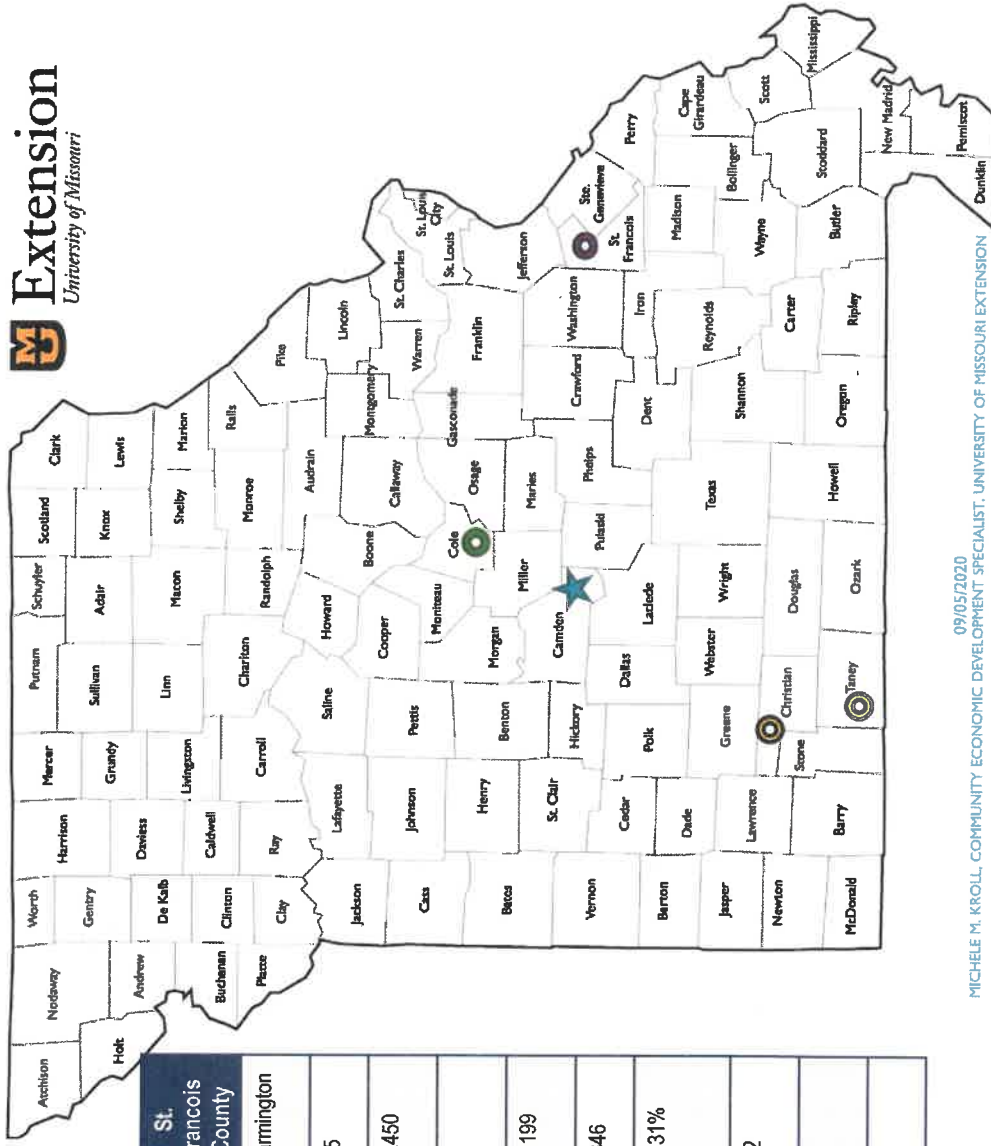 MU Extension
University of Missouri
St.
rancois
County
rmington
5
450
199
46
31%
2
Atchison
Nodaway
Worth
Harrison
Mercer
Putnam
Schuyler
Scotland
Clark
Holt
Andrew
Gentry
De Kalb
Daviess
Grundy
Sullivan
Adair
Knox
Lewis
Buchanan
Clinton
Caldwell
Livingston
Linn
Macon
Shelby
Marion
Platte
Clay
Ray
Carroll
Chariton
Randolph
Monroe
Ralls
Pike
Jackson
Lafayette
Saline
Howard
Boone
Audrain
Callaway
Montgomery
Lincoln
Warren
St. Charles
St. Louis
City
St. Louis
Cass
Johnson
Pettis
Cooper
Moniteau
Cole
Osage
Gasconade
Franklin
Jefferson
Bates
Henry
Benton
Morgan
Miller
Maries
Camden
Pulaski
Phelps
Crawford
Washington
St.
Francois
Ste.
Genevieve
Perry
Vernon
St. Clair
Hickory
Cedar
Polk
Dallas
Laclede
Dent
Iron
Madison
Bollinger
Cape
Girardeau
Barton
Dade
Jasper
Greene
Webster
Wright
Texas
Shannon
Reynolds
Wayne
Scott
Mississippi
Newton
Lawrence
Stone
Christian
Douglas
Howell
Carter
Butler
Stoddard
New Madrid
McDonald
Barry
Taney
Ozark
Oregon
Ripley
Pemiscot
Dunklin
09/05/2020
MICHELE M. KROLL, COMMUNITY ECONOMIC DEVELOPMENT SPECIALIST, UNIVERSITY OF MISSOURI EXTENSION